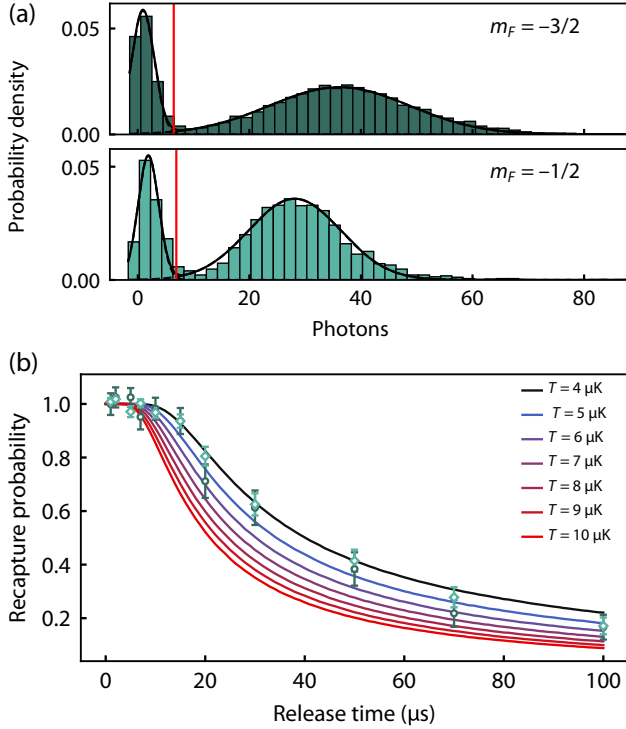 (a)
m_F = –3/2
0.05
0.00
m_F = –1/2
0.05
0.00
Probability density
0 20 40 60 80
Photons
(b)
1.0
0.8
0.6
0.4
0.2
Recapture probability
T = 4 µK
T = 5 µK
T = 6 µK
T = 7 µK
T = 8 µK
T = 9 µK
T = 10 µK
0 20 40 60 80 100
Release time (µs)